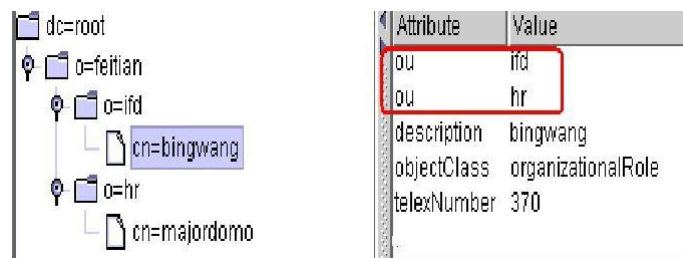 dc=root
o=feitian
o=ifd
cn=bingwang
o=hr
cn=majordomo
Attribute Value
ou ifd
ou hr
description bingwang
objectClass organizationalRole
telexNumber 370